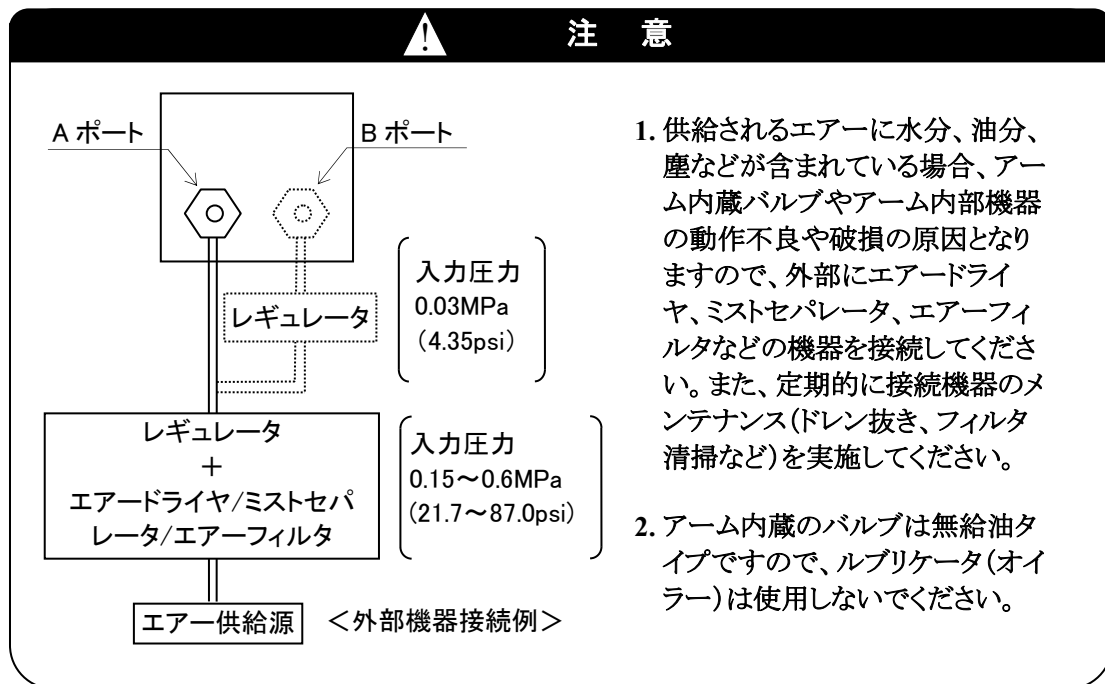 注 意
A ポート
B ポート
レギュレータ
入力圧力
0.03MPa
(4.35psi)
レギュレータ
+
エアードライヤ/ミストセパ
レータ/エアーフィルタ
入力圧力
0.15～0.6MPa
(21.7～87.0psi)
エアー供給源
＜外部機器接続例＞
1. 供給されるエアーに水分、油分、
塵などが含まれている場合、アー
ム内蔵バルブやアーム内部機器
の動作不良や破損の原因となり
ますので、外部にエアードライ
ヤ、ミストセパレータ、エアーフィ
ルタなどの機器を接続してくださ
い。また、定期的に接続機器のメ
ンテナンス(ドレン抜き、フィルタ
清掃など)を実施してください。
2. アーム内蔵のバルブは無給油タ
イプですので、ルブリケータ(オイ
ラー)は使用しないでください。